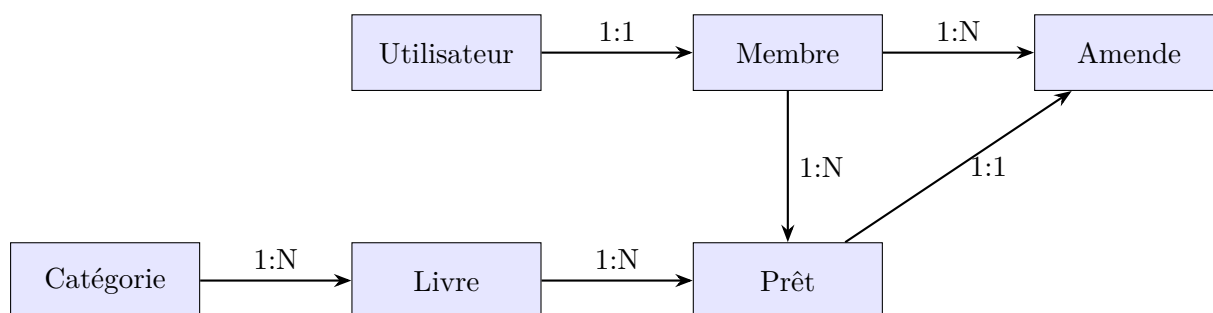 Utilisateur 1:1 Membre 1:N Amende
1:N 1:1
Catégorie 1:N Livre 1:N Prêt